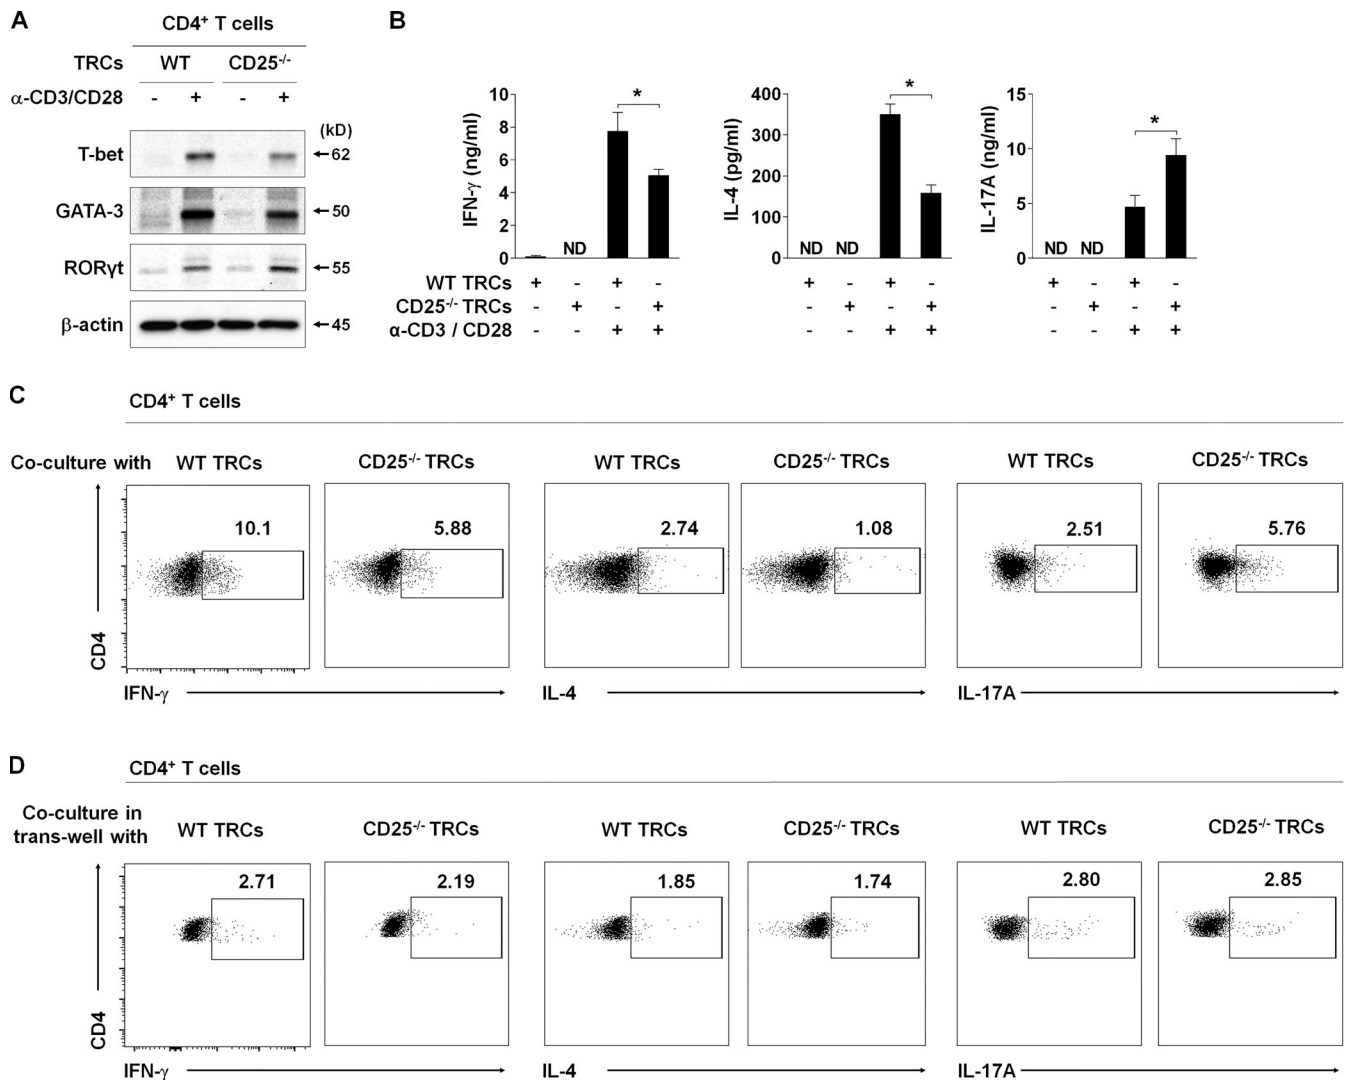 A
CD4⁺ T cells
TRCs WT CD25⁻/⁻
α-CD3/CD28 - + - +
(kD)
T-bet 62
GATA-3 50
RORγt 55
β-actin 45
B
IFN-γ (ng/ml)
10
8
6
4
2
0
ND
*
IL-4 (pg/ml)
400
300
200
100
0
ND ND
*
IL-17A (ng/ml)
15
10
5
0
ND ND
*
WT TRCs + - + - + - + - + - + -
CD25⁻/⁻ TRCs - + - + - + - + - + - +
α-CD3 / CD28 - - + + - - + + - - + +
C
CD4⁺ T cells
Co-culture with WT TRCs CD25⁻/⁻ TRCs WT TRCs CD25⁻/⁻ TRCs WT TRCs CD25⁻/⁻ TRCs
10.1 5.88 2.74 1.08 2.51 5.76
CD4
IFN-γ IL-4 IL-17A
D
CD4⁺ T cells
Co-culture in
trans-well with WT TRCs CD25⁻/⁻ TRCs WT TRCs CD25⁻/⁻ TRCs WT TRCs CD25⁻/⁻ TRCs
2.71 2.19 1.85 1.74 2.80 2.85
CD4
IFN-γ IL-4 IL-17A